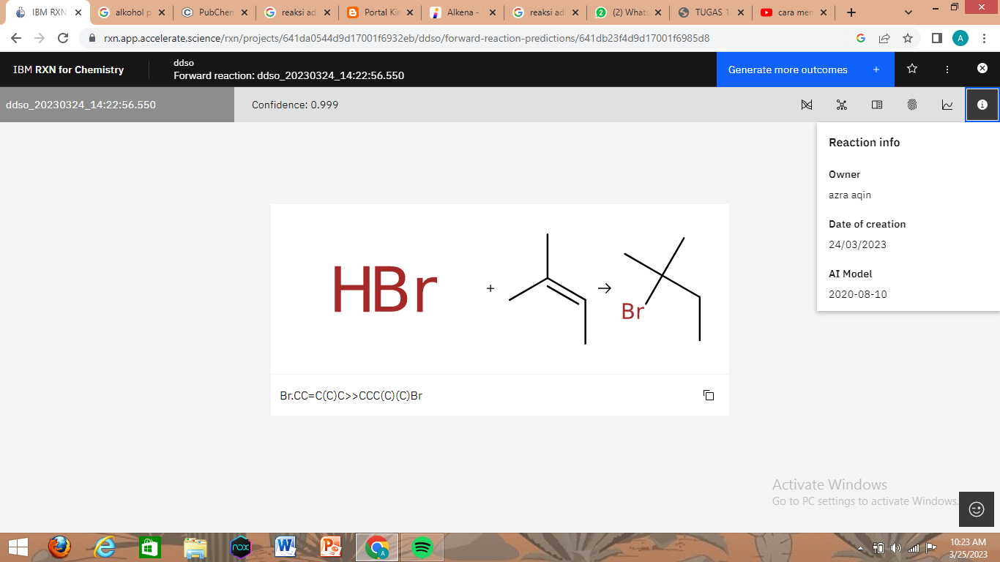 IBM RXN
alkohol p
PubChen
reaksi ad
Portal Kin
Alkena -
reaksi ad
(2) Whats
TUGAS 1
cara men
rxn.app.accelerate.science/rxn/projects/641da0544d9d17001f6932eb/ddso/forward-reaction-predictions/641db23f4d9d17001f6985d8
A
IBM RXN for Chemistry
ddso
Forward reaction: ddso_20230324_14:22:56.550
Generate more outcomes +
ddso_20230324_14:22:56.550
Confidence: 0.999
Reaction info
Owner
azra aqin
Date of creation
24/03/2023
AI Model
2020-08-10
HBr
+
Br
Br.CC=C(C)C>>CCC(C)(C)Br
Activate Windows
Go to PC settings to activate Windows.
nox
A
10:23 AM
3/25/2023